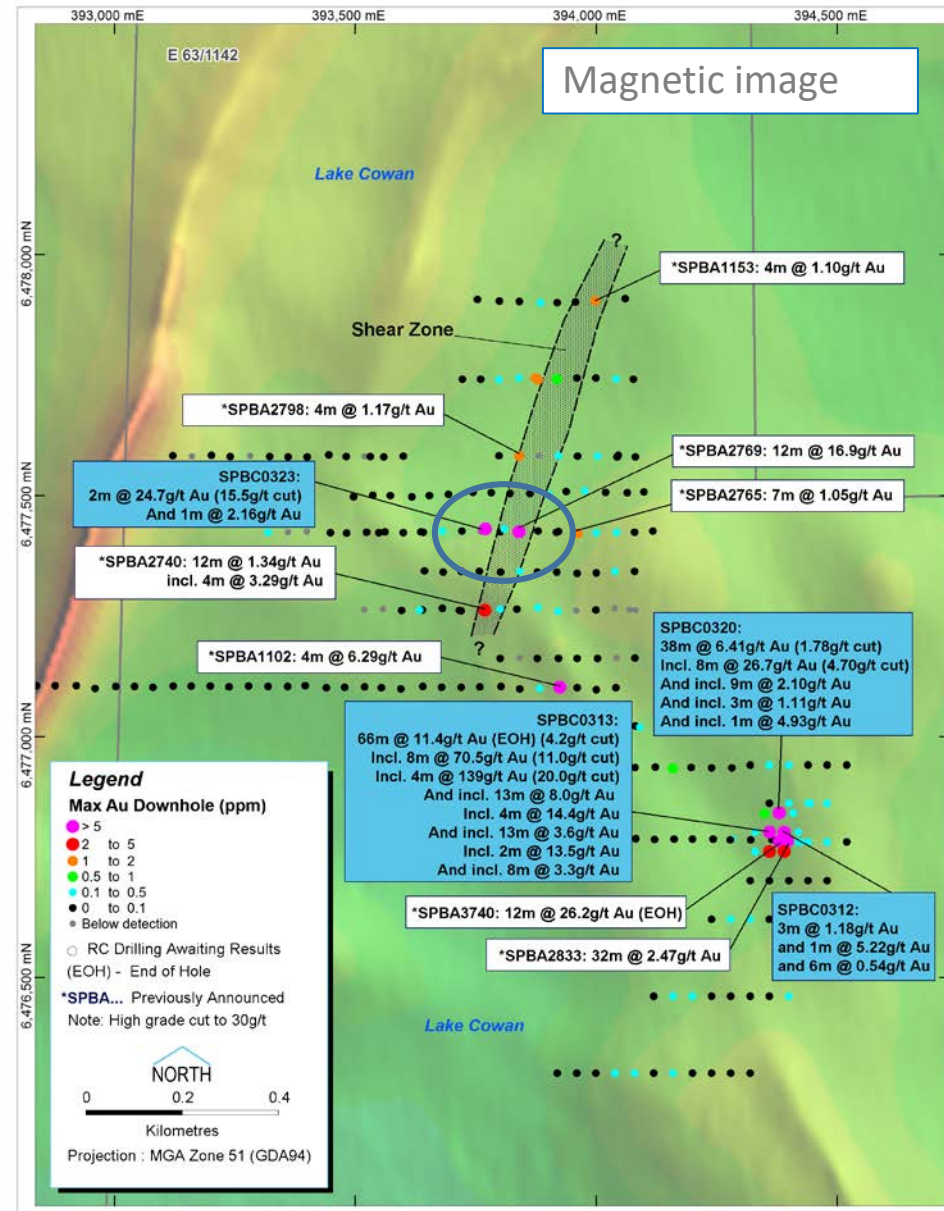 393,000 mE
393,500 mE
394,000 mE
394,500 mE
E 63/1142
Magnetic image
Lake Cowan
6,478,000 mN
?
*SPBA1153: 4m @ 1.10g/t Au
Shear Zone
*SPBA2798: 4m @ 1.17g/t Au
*SPBA2769: 12m @ 16.9g/t Au
SPBC0323:
2m @ 24.7g/t Au (15.5g/t cut)
And 1m @ 2.16g/t Au
6,477,500 mN
*SPBA2765: 7m @ 1.05g/t Au
*SPBA2740: 12m @ 1.34g/t Au
incl. 4m @ 3.29g/t Au
?
*SPBA1102: 4m @ 6.29g/t Au
SPBC0320:
38m @ 6.41g/t Au (1.78g/t cut)
Incl. 8m @ 26.7g/t Au (4.70g/t cut)
And incl. 9m @ 2.10g/t Au
And incl. 3m @ 1.11g/t Au
And incl. 1m @ 4.93g/t Au
6,477,000 mN
SPBC0313:
66m @ 11.4g/t Au (EOH) (4.2g/t cut)
Incl. 8m @ 70.5g/t Au (11.0g/t cut)
Incl. 4m @ 139g/t Au (20.0g/t cut)
And incl. 13m @ 8.0g/t Au
Incl. 4m @ 14.4g/t Au
And incl. 13m @ 3.6g/t Au
Incl. 2m @ 13.5g/t Au
And incl. 8m @ 3.3g/t Au
*SPBA3740: 12m @ 26.2g/t Au (EOH)
*SPBA2833: 32m @ 2.47g/t Au
SPBC0312:
3m @ 1.18g/t Au
and 1m @ 5.22g/t Au
and 6m @ 0.54g/t Au
6,476,500 mN
Lake Cowan
Legend
Max Au Downhole (ppm)
> 5
2 to 5
1 to 2
0.5 to 1
0.1 to 0.5
0 to 0.1
Below detection
RC Drilling Awaiting Results
(EOH) - End of Hole
*SPBA... Previously Announced
Note: High grade cut to 30g/t
NORTH
0 0.2 0.4
Kilometres
Projection : MGA Zone 51 (GDA94)